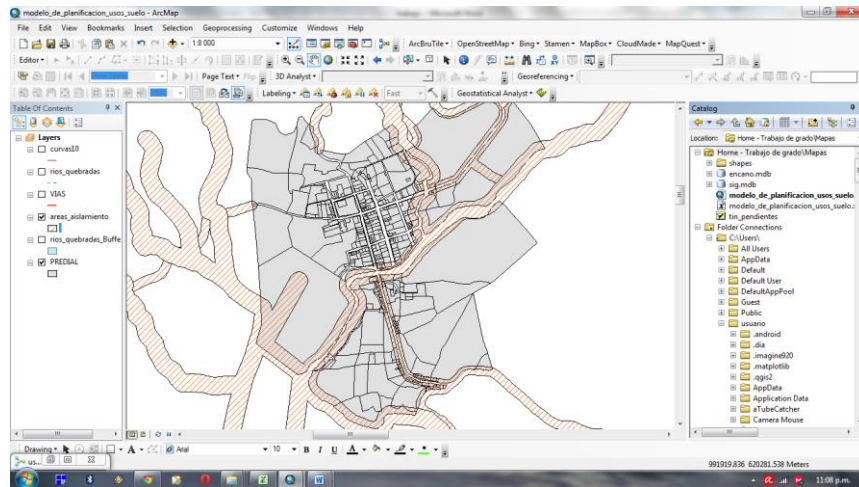 modelo_de_planificacion_usos_suelo - ArcMap
File Edit View Bookmarks Insert Selection Geoprocessing Customize Windows Help
1:8 000 ArcBruTile OpenStreetMap Bing Stamen MapBox CloudMade MapQuest
Editor
Page Text 3D Analyst Georeferencing
Labeling Fast Geostatistical Analyst
Table Of Contents
Layers
curvas10
rios_quebradas
VIAS
areas_aislamiento
rios_quebradas_Buffe
PREDIAL
Catalog
Location: Home - Trabajo de grado\Mapas
Home - Trabajo de grado\Mapas
shapes
encano.mdb
sig.mdb
modelo_de_planificacion_usos_suelo
modelo_de_planificacion_usos_suelo.
tin_pendientes
Folder Connections
C:\Users\
All Users
AppData
Default
Default User
DefaultAppPool
Guest
Public
usuario
.android
.dia
.imagine920
.matplotlib
.qgis2
AppData
Application Data
aTubeCatcher
Camera Mouse
Drawing A Arial 10 B I U A
us...
991919.836 620281.538 Meters
11:08 p.m.